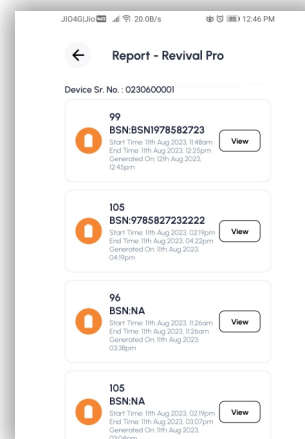 JIO4G|Jio HD 4G 20.0B/s 12:46 PM
Report - Revival Pro
Device Sr. No. : 0230600001
99
BSN:BSN1978582723
Start Time: 11th Aug 2023, 11:48am
End Time: 11th Aug 2023, 12:25pm
Generated On: 12th Aug 2023,
12:45pm
View
105
BSN:9785827232222
Start Time: 11th Aug 2023, 02:19pm
End Time: 11th Aug 2023, 04:22pm
Generated On: 11th Aug 2023,
04:19pm
View
96
BSN:NA
Start Time: 11th Aug 2023, 11:26am
End Time: 11th Aug 2023, 11:26am
Generated On: 11th Aug 2023,
03:38pm
View
105
BSN:NA
Start Time: 11th Aug 2023, 02:19pm
End Time: 11th Aug 2023, 03:07pm
Generated On: 11th Aug 2023,
03:04pm
View